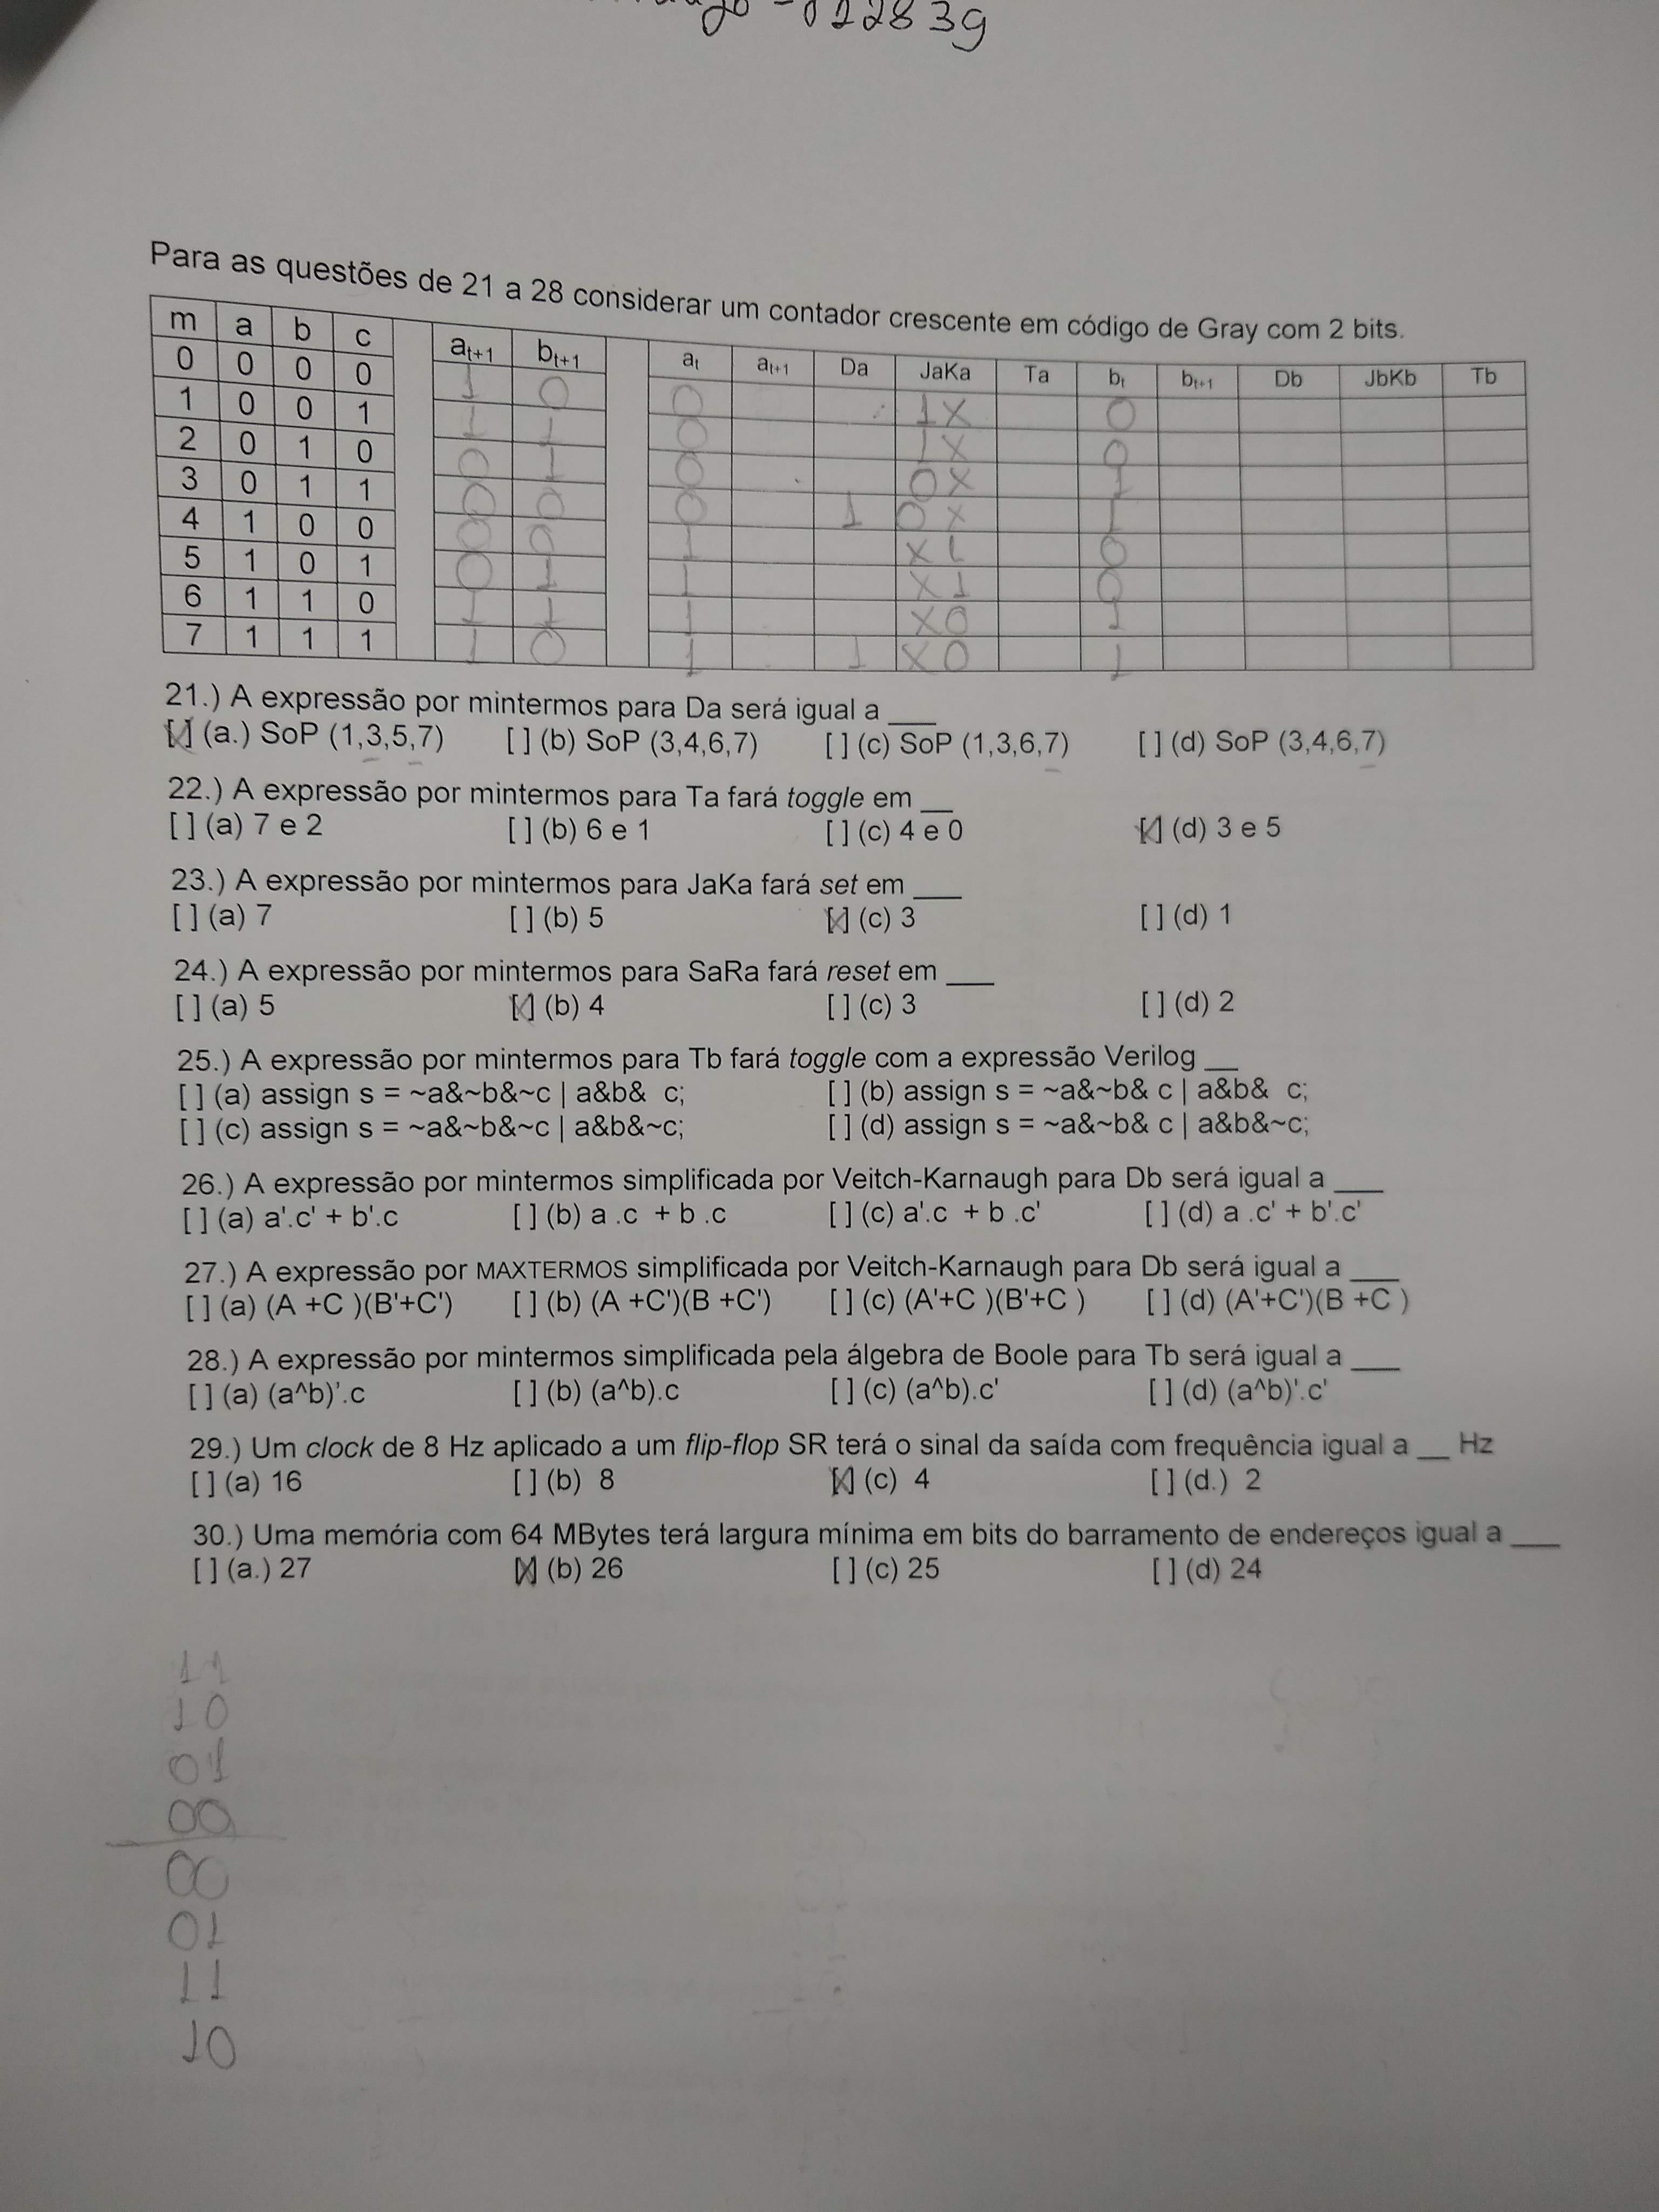 -022839
Para as questões de 21 a 28 considerar um contador crescente em código de Gray com 2 bits.
m a b c at+1 bt+1 at at+1 Da JaKa Ta bt bt+1 Db JbKb Tb
0 0 0 0 1 0 0 1X 0
1 0 0 1 1 1 0 1X 0
2 0 1 0 0 1 0 0X 1
3 0 1 1 0 0 0 1 0X 1
4 1 0 0 0 0 1 X1 0
5 1 0 1 0 1 1 X1 0
6 1 1 0 1 1 1 X0 1
7 1 1 1 1 0 1 1 X0 1
21.) A expressão por mintermos para Da será igual a ___
[X] (a.) SoP (1,3,5,7) [ ] (b) SoP (3,4,6,7) [ ] (c) SoP (1,3,6,7) [ ] (d) SoP (3,4,6,7)
22.) A expressão por mintermos para Ta fará toggle em __
[ ] (a) 7 e 2 [ ] (b) 6 e 1 [ ] (c) 4 e 0 [X] (d) 3 e 5
23.) A expressão por mintermos para JaKa fará set em ___
[ ] (a) 7 [ ] (b) 5 [X] (c) 3 [ ] (d) 1
24.) A expressão por mintermos para SaRa fará reset em ___
[ ] (a) 5 [X] (b) 4 [ ] (c) 3 [ ] (d) 2
25.) A expressão por mintermos para Tb fará toggle com a expressão Verilog __
[ ] (a) assign s = ~a&~b&~c | a&b& c; [ ] (b) assign s = ~a&~b& c | a&b& c;
[ ] (c) assign s = ~a&~b&~c | a&b&~c; [ ] (d) assign s = ~a&~b& c | a&b&~c;
26.) A expressão por mintermos simplificada por Veitch-Karnaugh para Db será igual a ___
[ ] (a) a'.c' + b'.c [ ] (b) a .c + b .c [ ] (c) a'.c + b .c' [ ] (d) a .c' + b'.c'
27.) A expressão por MAXTERMOS simplificada por Veitch-Karnaugh para Db será igual a ___
[ ] (a) (A +C )(B'+C') [ ] (b) (A +C')(B +C') [ ] (c) (A'+C )(B'+C ) [ ] (d) (A'+C')(B +C )
28.) A expressão por mintermos simplificada pela álgebra de Boole para Tb será igual a ___
[ ] (a) (a^b)'.c [ ] (b) (a^b).c [ ] (c) (a^b).c' [ ] (d) (a^b)'.c'
29.) Um clock de 8 Hz aplicado a um flip-flop SR terá o sinal da saída com frequência igual a __ Hz
[ ] (a) 16 [ ] (b) 8 [X] (c) 4 [ ] (d.) 2
30.) Uma memória com 64 MBytes terá largura mínima em bits do barramento de endereços igual a ___
[ ] (a.) 27 [X] (b) 26 [ ] (c) 25 [ ] (d) 24
11
10
01
00
00
01
11
10